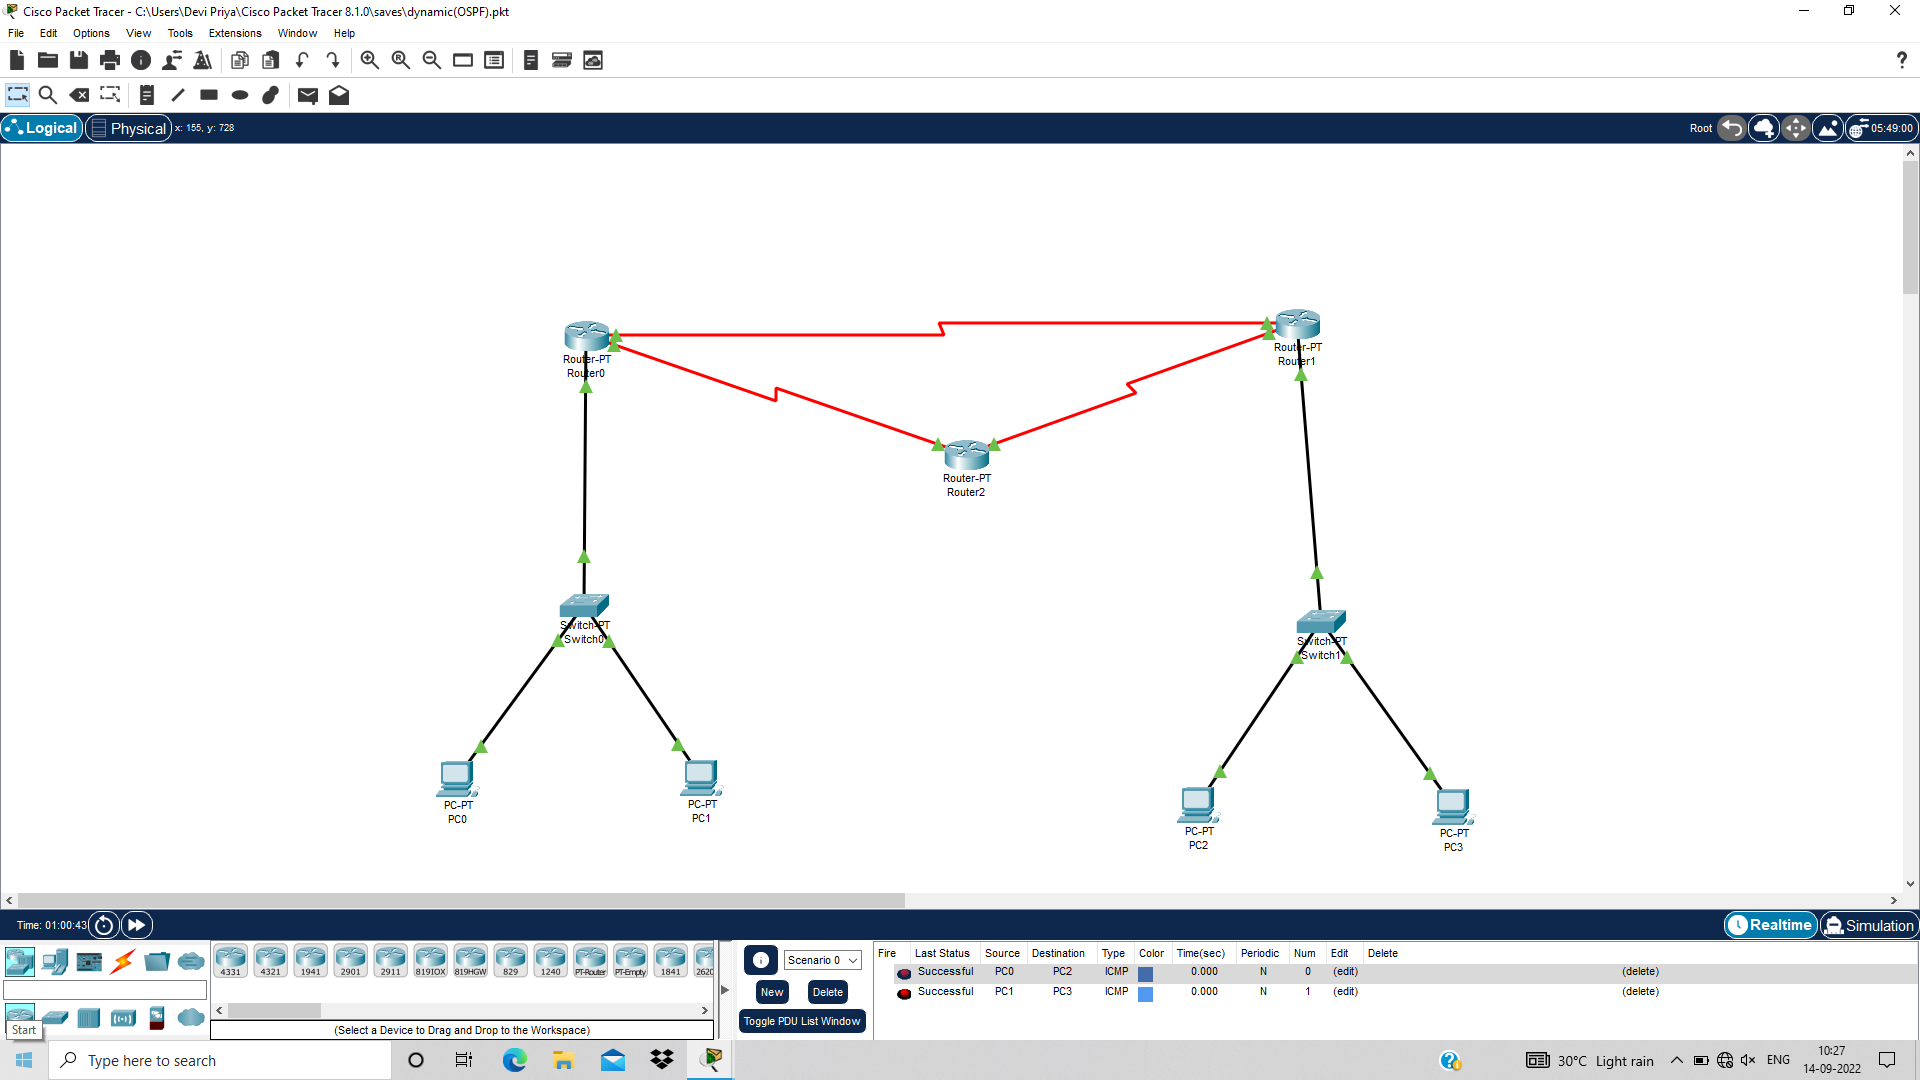 Cisco Packet Tracer - C:\Users\Devi Priya\Cisco Packet Tracer 8.1.0\saves\dynamic(OSPF).pkt
File Edit Options View Tools Extensions Window Help
Logical Physical x: 155, y: 728 Root 05:49:00
Router-PT
Router0
Router-PT
Router1
Router-PT
Router2
Switch-PT
Switch0
Switch-PT
Switch1
PC-PT
PC0
PC-PT
PC1
PC-PT
PC2
PC-PT
PC3
Time: 01:00:43 Realtime Simulation
4331 4321 1941 2901 2911 819IOX 819HGW 829 1240 PT-Router PT-Empty 1841 2620
(Select a Device to Drag and Drop to the Workspace)
Start
Scenario 0
New Delete
Toggle PDU List Window
Fire Last Status Source Destination Type Color Time(sec) Periodic Num Edit Delete
Successful PC0 PC2 ICMP 0.000 N 0 (edit) (delete)
Successful PC1 PC3 ICMP 0.000 N 1 (edit) (delete)
Type here to search
30°C Light rain ENG 10:27
14-09-2022